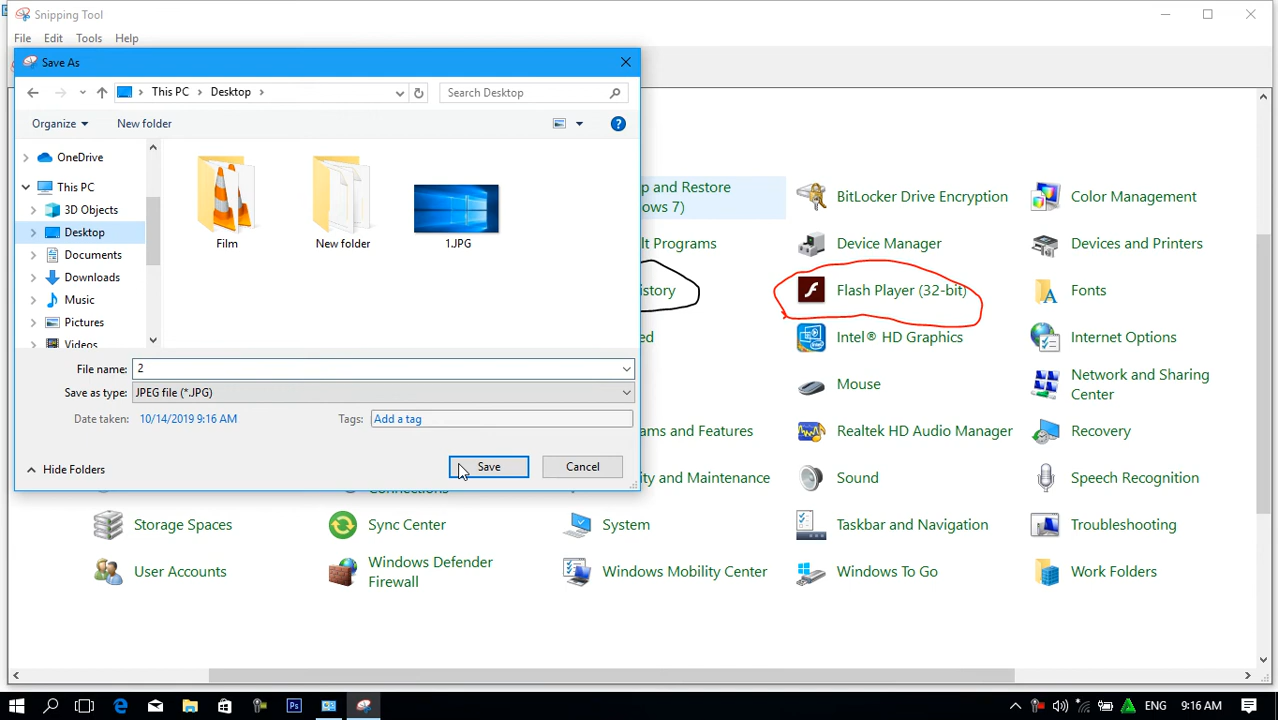 Snipping Tool
File Edit Tools Help
Save As
This PC Desktop
Search Desktop
Organize New folder
OneDrive
This PC
3D Objects
Desktop
Documents
Downloads
Music
Pictures
Videos
Film
New folder
1.JPG
File name: 2
Save as type: JPEG file (*.JPG)
Date taken: 10/14/2019 9:16 AM Tags: Add a tag
Hide Folders
Save
Cancel
p and Restore
ows 7)
BitLocker Drive Encryption
Color Management
lt Programs
Device Manager
Devices and Printers
istory
Flash Player (32-bit)
Fonts
ed
Intel® HD Graphics
Internet Options
Mouse
Network and Sharing
Center
ams and Features
Realtek HD Audio Manager
Recovery
ity and Maintenance
Sound
Speech Recognition
Connections
Storage Spaces
Sync Center
System
Taskbar and Navigation
Troubleshooting
User Accounts
Windows Defender
Firewall
Windows Mobility Center
Windows To Go
Work Folders
Ps
ENG 9:16 AM